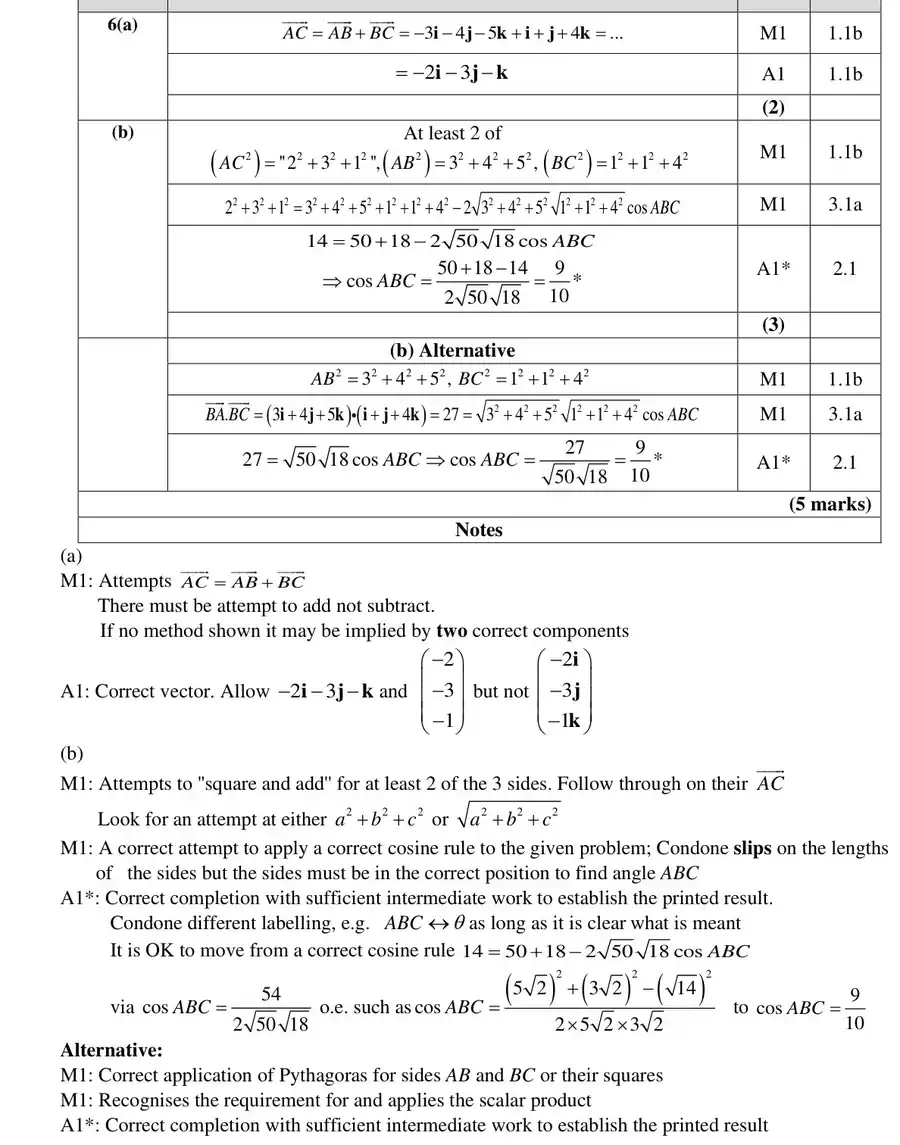 6(a) AC⃗ = AB⃗ + BC⃗ = −3i − 4j − 5k + i + j + 4k = ... M1 1.1b
= −2i − 3j − k A1 1.1b
(2)
(b) At least 2 of
(AC²) = "2² + 3² + 1²", (AB²) = 3² + 4² + 5², (BC²) = 1² + 1² + 4² M1 1.1b
2² + 3² + 1² = 3² + 4² + 5² + 1² + 1² + 4² − 2√(3² + 4² + 5²) √(1² + 1² + 4²) cos ABC M1 3.1a
14 = 50 + 18 − 2√50√18 cos ABC
⇒ cos ABC = (50 + 18 − 14)/(2√50√18) = 9/10 * A1* 2.1
(3)
(b) Alternative
AB² = 3² + 4² + 5², BC² = 1² + 1² + 4² M1 1.1b
BA⃗.BC⃗ = (3i + 4j + 5k)•(i + j + 4k) = 27 = √(3² + 4² + 5²) √(1² + 1² + 4²) cos ABC M1 3.1a
27 = √50√18 cos ABC ⇒ cos ABC = 27/(√50√18) = 9/10 * A1* 2.1
(5 marks)
Notes
(a)
M1: Attempts AC⃗ = AB⃗ + BC⃗
There must be attempt to add not subtract.
If no method shown it may be implied by two correct components
A1: Correct vector. Allow −2i − 3j − k and (−2, −3, −1) but not (−2i, −3j, −1k)
(b)
M1: Attempts to "square and add" for at least 2 of the 3 sides. Follow through on their AC⃗
Look for an attempt at either a² + b² + c² or √(a² + b² + c²)
M1: A correct attempt to apply a correct cosine rule to the given problem; Condone slips on the lengths
of the sides but the sides must be in the correct position to find angle ABC
A1*: Correct completion with sufficient intermediate work to establish the printed result.
Condone different labelling, e.g. ABC ↔ θ as long as it is clear what is meant
It is OK to move from a correct cosine rule 14 = 50 + 18 − 2√50√18 cos ABC
via cos ABC = 54/(2√50√18) o.e. such as cos ABC = ((5√2)² + (3√2)² − (√14)²)/(2×5√2×3√2) to cos ABC = 9/10
Alternative:
M1: Correct application of Pythagoras for sides AB and BC or their squares
M1: Recognises the requirement for and applies the scalar product
A1*: Correct completion with sufficient intermediate work to establish the printed result